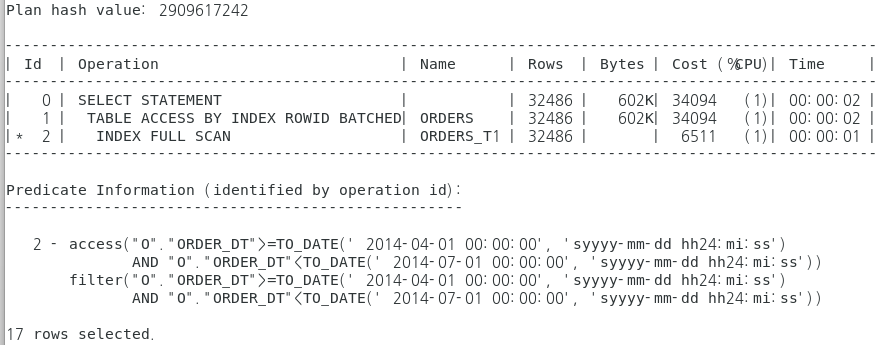 Plan hash value: 2909617242
--------------------------------------------------------------------------------------------------
| Id | Operation | Name | Rows | Bytes | Cost (%CPU)| Time |
--------------------------------------------------------------------------------------------------
| 0 | SELECT STATEMENT | | 32486 | 602K| 34094 (1)| 00:00:02 |
| 1 | TABLE ACCESS BY INDEX ROWID BATCHED| ORDERS | 32486 | 602K| 34094 (1)| 00:00:02 |
|* 2 | INDEX FULL SCAN | ORDERS_T1 | 32486 | | 6511 (1)| 00:00:01 |
--------------------------------------------------------------------------------------------------
Predicate Information (identified by operation id):
---------------------------------------------------
2 - access("O"."ORDER_DT">=TO_DATE(' 2014-04-01 00:00:00', 'syyyy-mm-dd hh24:mi:ss')
AND "O"."ORDER_DT"<TO_DATE(' 2014-07-01 00:00:00', 'syyyy-mm-dd hh24:mi:ss'))
filter("O"."ORDER_DT">=TO_DATE(' 2014-04-01 00:00:00', 'syyyy-mm-dd hh24:mi:ss')
AND "O"."ORDER_DT"<TO_DATE(' 2014-07-01 00:00:00', 'syyyy-mm-dd hh24:mi:ss'))
17 rows selected.